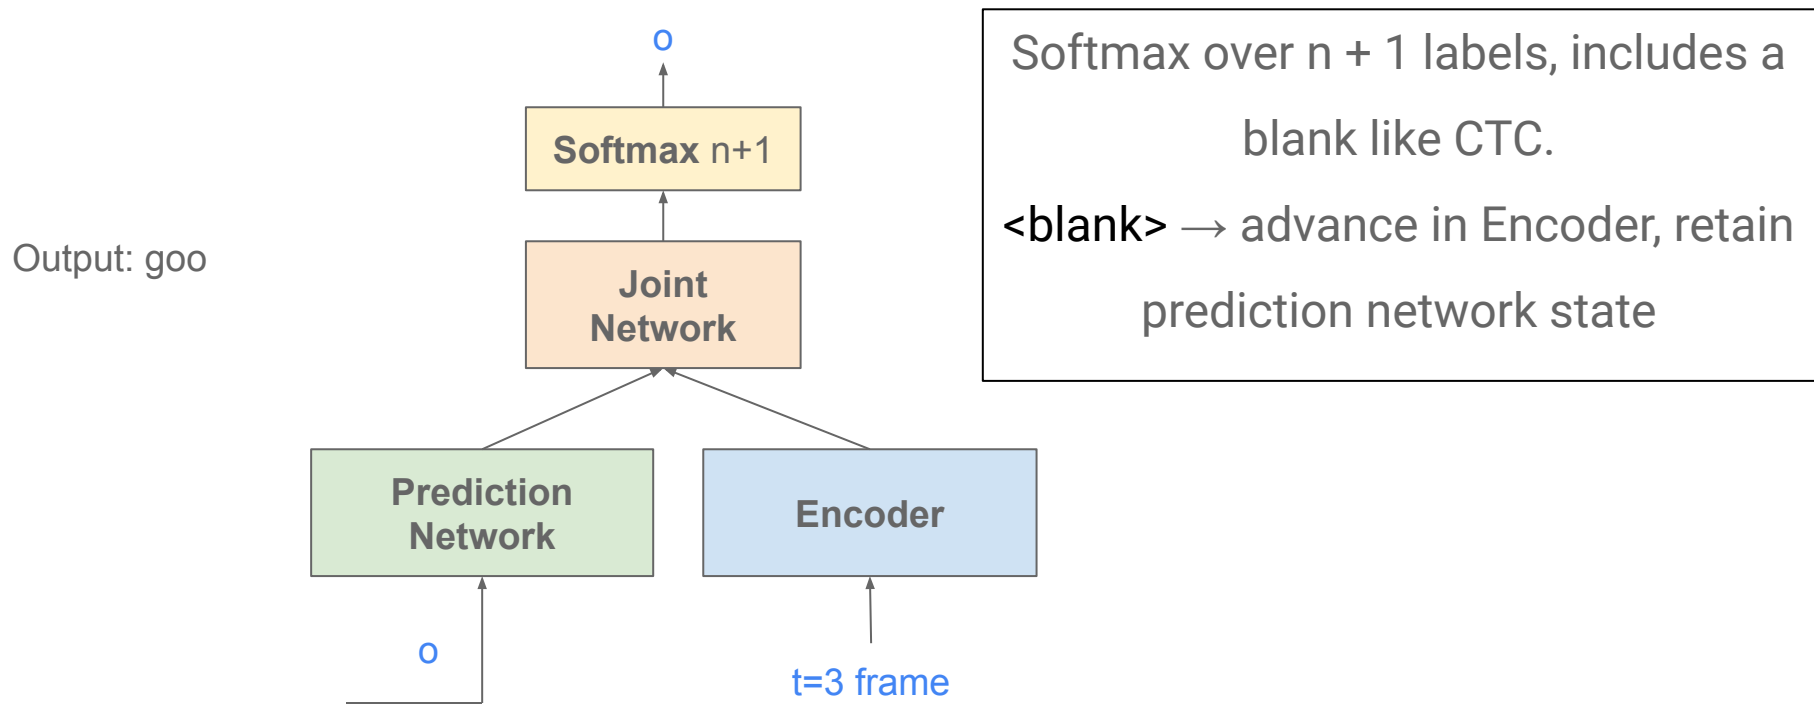 o
Softmax n+1
Output: goo
Joint
Network
Prediction
Network
Encoder
o
t=3 frame
Softmax over n + 1 labels, includes a
blank like CTC.
<blank> → advance in Encoder, retain
prediction network state